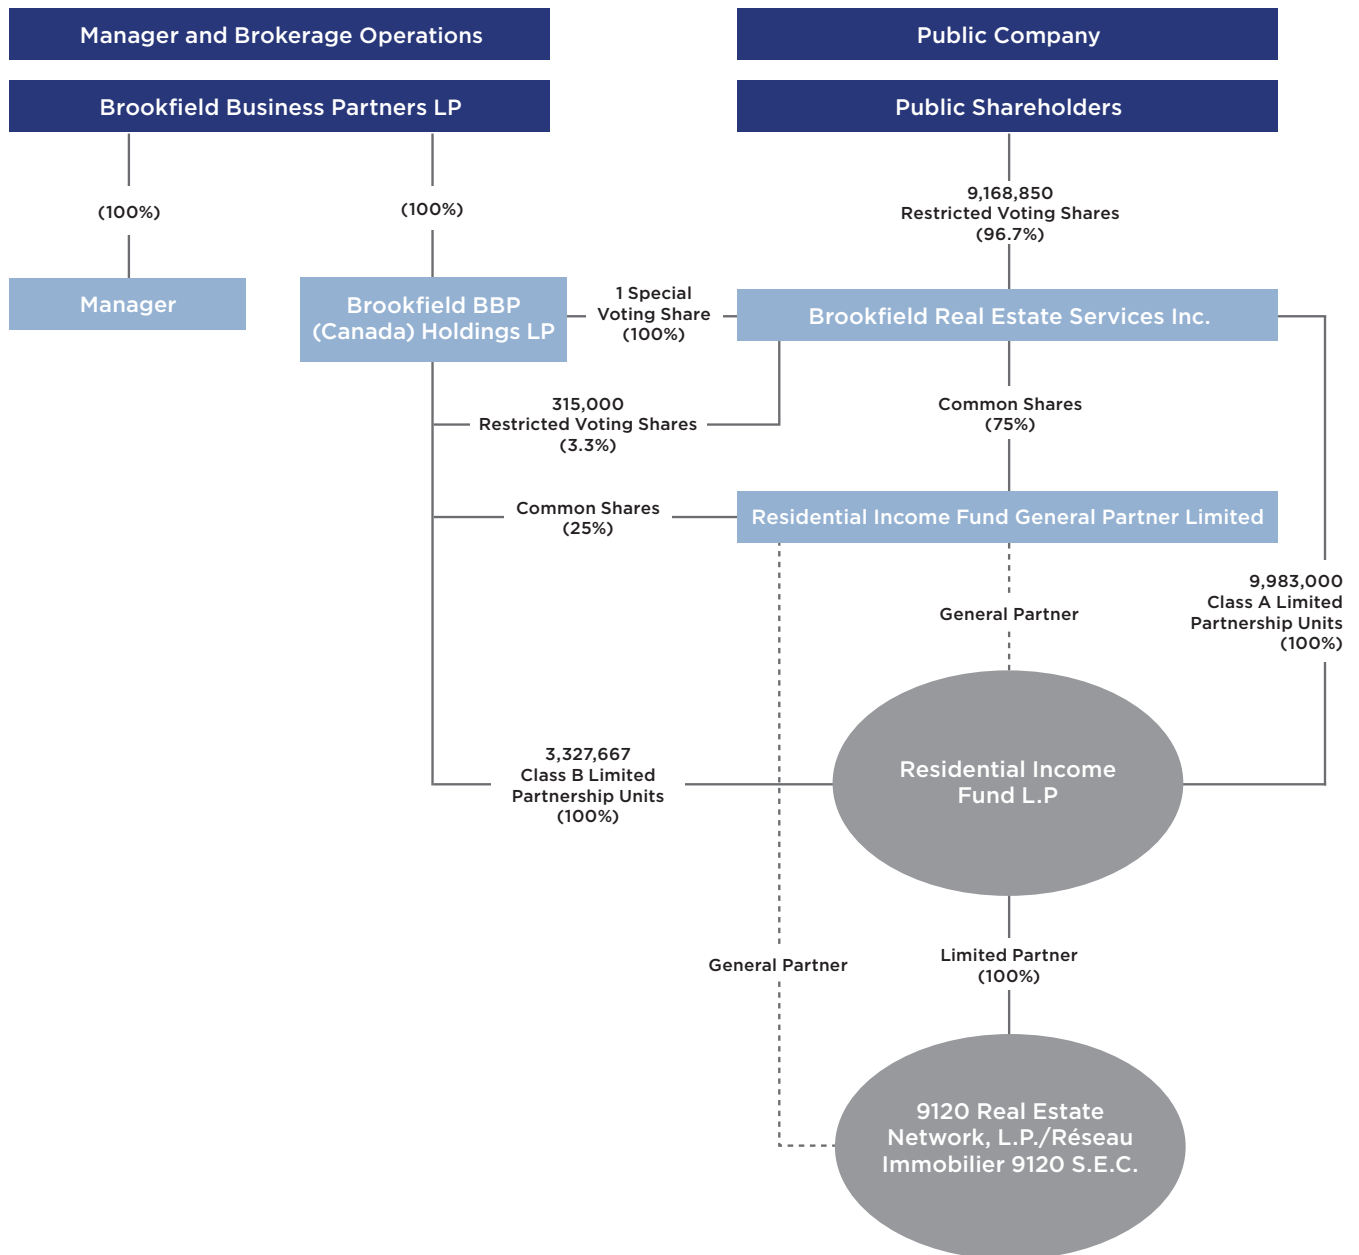 Manager and Brokerage Operations
Public Company
Brookfield Business Partners LP
Public Shareholders
(100%)
(100%)
9,168,850
Restricted Voting Shares
(96.7%)
Manager
Brookfield BBP
(Canada) Holdings LP
1 Special
Voting Share
(100%)
Brookfield Real Estate Services Inc.
315,000
Restricted Voting Shares
(3.3%)
Common Shares
(75%)
Common Shares
(25%)
Residential Income Fund General Partner Limited
General Partner
9,983,000
Class A Limited
Partnership Units
(100%)
3,327,667
Class B Limited
Partnership Units
(100%)
Residential Income
Fund L.P
General Partner
Limited Partner
(100%)
9120 Real Estate
Network, L.P./Réseau
Immobilier 9120 S.E.C.